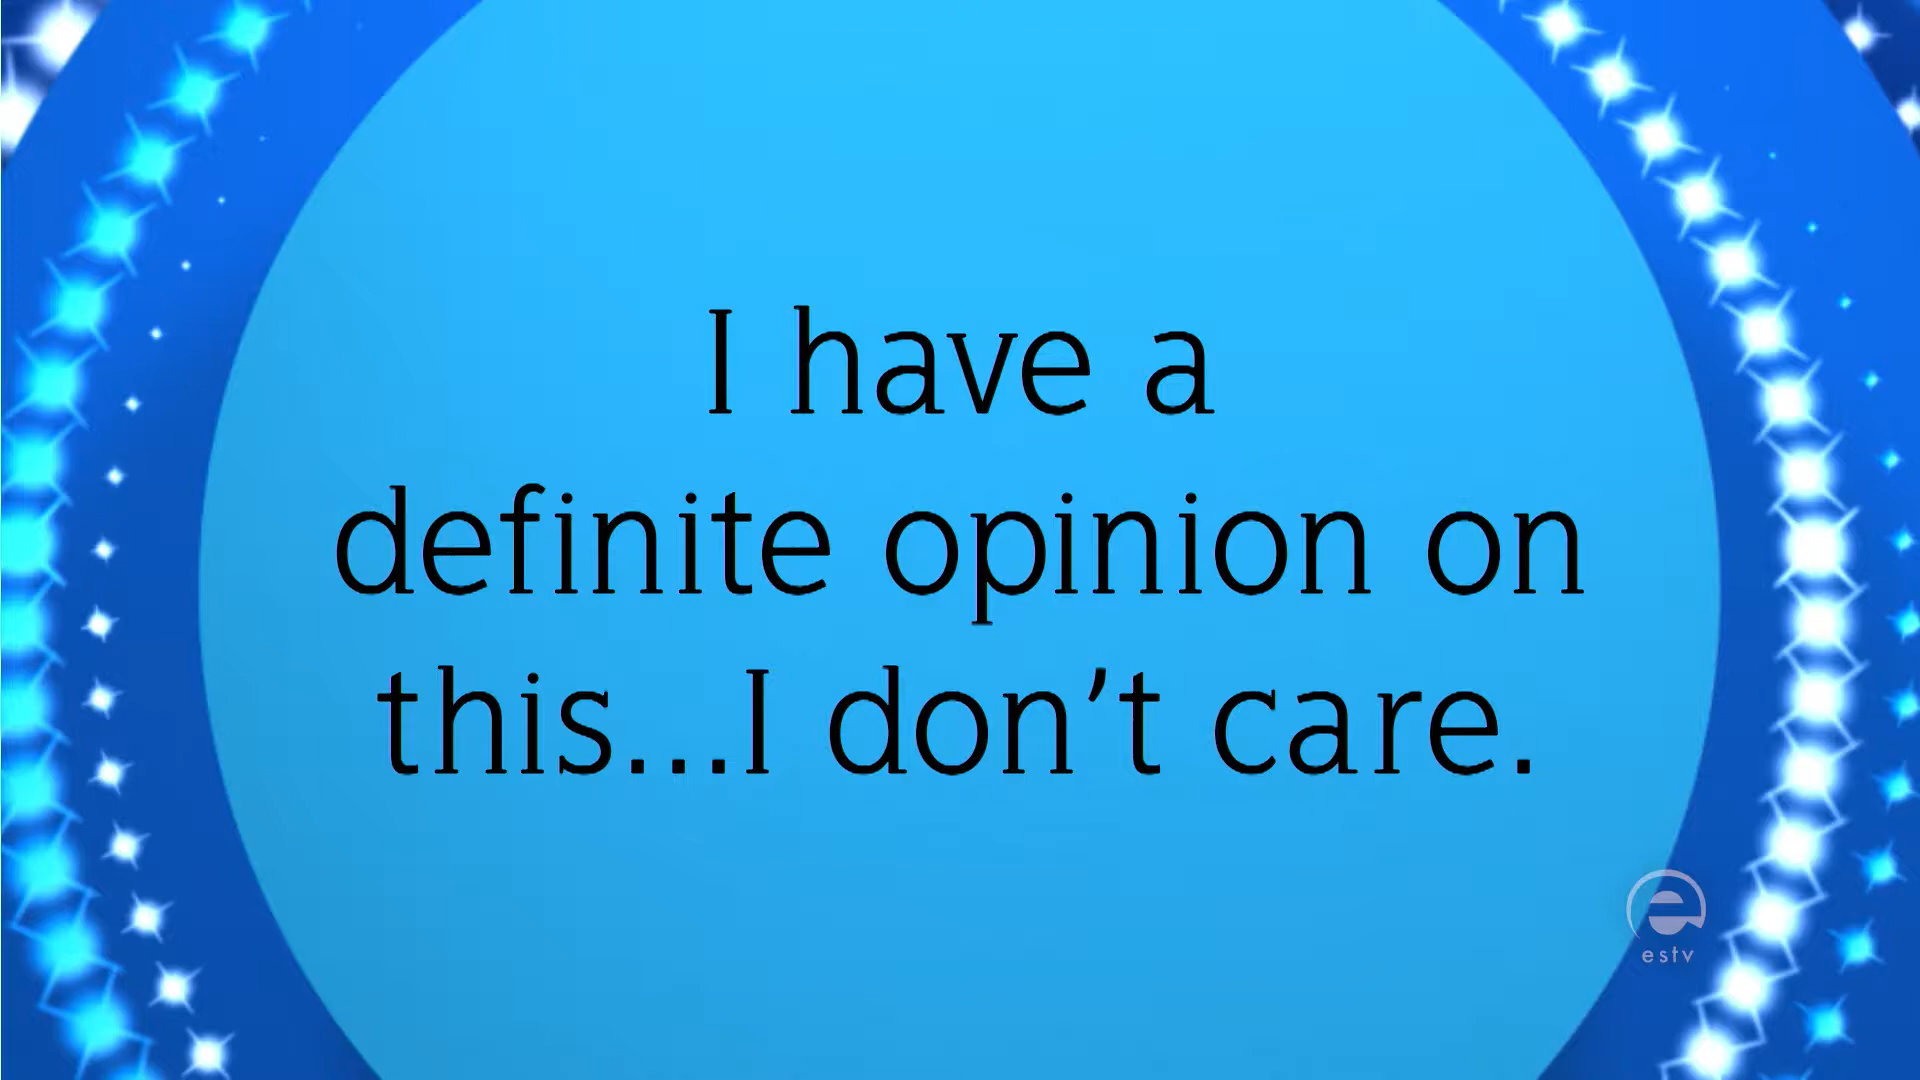 I have a
definite opinion on
this...I don't care.
e
estv